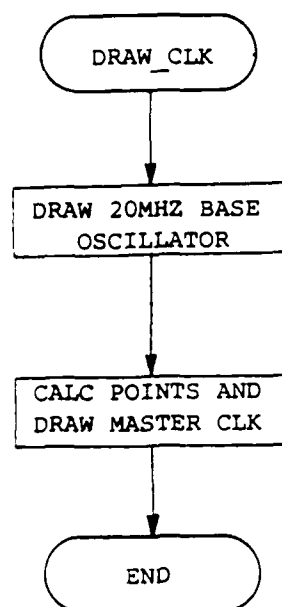 DRAW_CLK
DRAW 20MHZ BASE
OSCILLATOR
CALC POINTS AND
DRAW MASTER CLK
END